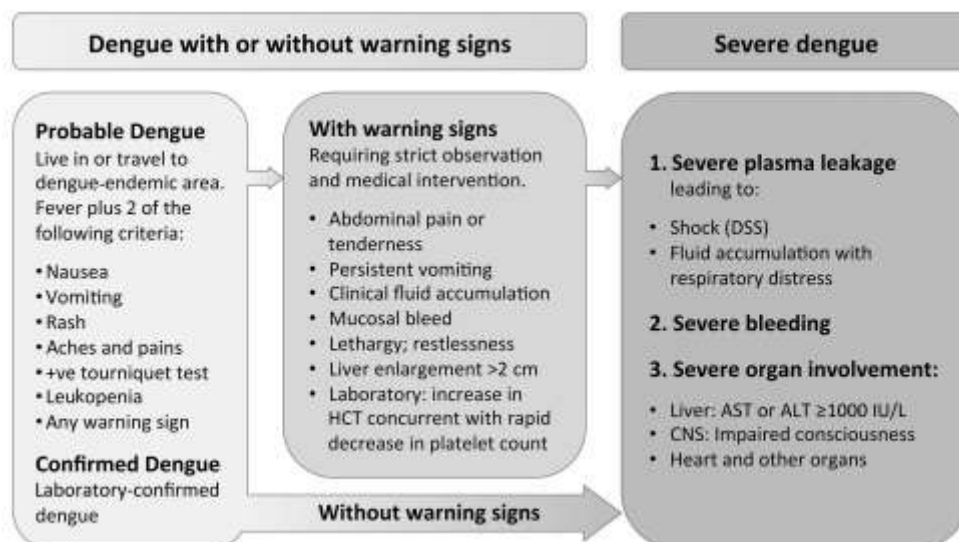 Dengue with or without warning signs
Severe dengue
Probable Dengue
Live in or travel to
dengue-endemic area.
Fever plus 2 of the
following criteria:
• Nausea
• Vomiting
• Rash
• Aches and pains
• +ve tourniquet test
• Leukopenia
• Any warning sign
Confirmed Dengue
Laboratory-confirmed
dengue
With warning signs
Requiring strict observation
and medical intervention.
• Abdominal pain or
tenderness
• Persistent vomiting
• Clinical fluid accumulation
• Mucosal bleed
• Lethargy; restlessness
• Liver enlargement >2 cm
• Laboratory: increase in
HCT concurrent with rapid
decrease in platelet count
Without warning signs
1. Severe plasma leakage
leading to:
• Shock (DSS)
• Fluid accumulation with
respiratory distress
2. Severe bleeding
3. Severe organ involvement:
• Liver: AST or ALT ≥1000 IU/L
• CNS: Impaired consciousness
• Heart and other organs